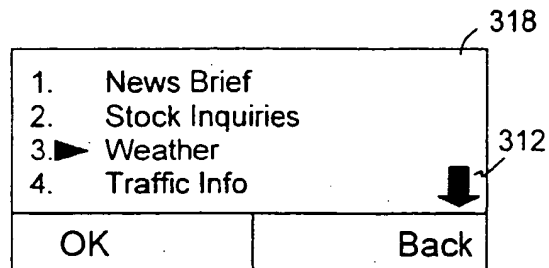 318
1. News Brief
2. Stock Inquiries
3. Weather
4. Traffic Info
312
OK Back